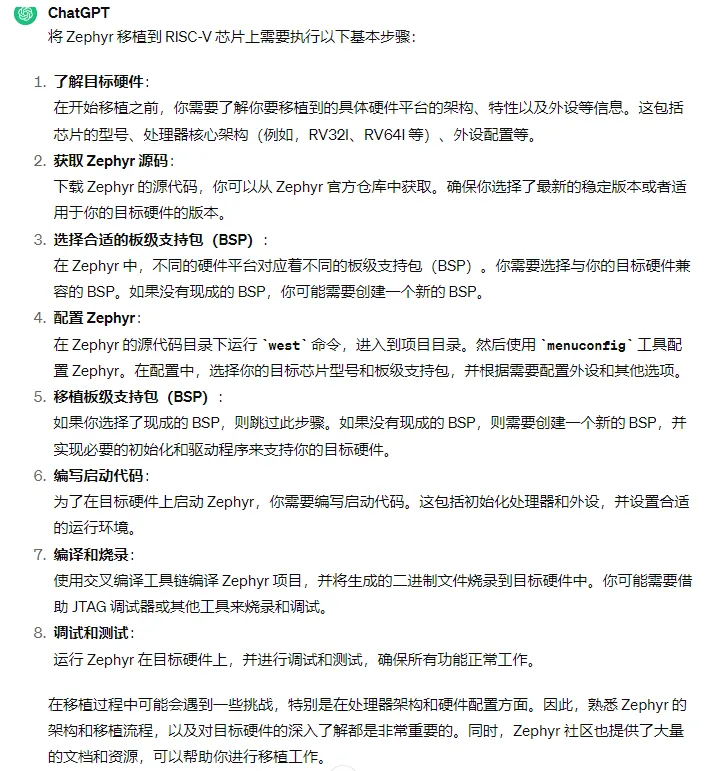 ChatGPT
将 Zephyr 移植到 RISC-V 芯片上需要执行以下基本步骤：
1. 了解目标硬件：
在开始移植之前，你需要了解你要移植到的具体硬件平台的架构、特性以及外设等信息。这包括
芯片的型号、处理器核心架构（例如，RV32I、RV64I 等）、外设配置等。
2. 获取 Zephyr 源码：
下载 Zephyr 的源代码，你可以从 Zephyr 官方仓库中获取。确保你选择了最新的稳定版本或者适
用于你的目标硬件的版本。
3. 选择合适的板级支持包（BSP）：
在 Zephyr 中，不同的硬件平台对应着不同的板级支持包（BSP）。你需要选择与你的目标硬件兼
容的 BSP。如果没有现成的 BSP，你可能需要创建一个新的 BSP。
4. 配置 Zephyr：
在 Zephyr 的源代码目录下运行 `west` 命令，进入到项目目录。然后使用 `menuconfig` 工具配
置 Zephyr。在配置中，选择你的目标芯片型号和板级支持包，并根据需要配置外设和其他选项。
5. 移植板级支持包（BSP）：
如果你选择了现成的 BSP，则跳过此步骤。如果没有现成的 BSP，则需要创建一个新的 BSP，并
实现必要的初始化和驱动程序来支持你的目标硬件。
6. 编写启动代码：
为了在目标硬件上启动 Zephyr，你需要编写启动代码。这包括初始化处理器和外设，并设置合适
的运行环境。
7. 编译和烧录：
使用交叉编译工具链编译 Zephyr 项目，并将生成的二进制文件烧录到目标硬件中。你可能需要借
助 JTAG 调试器或其他工具来烧录和调试。
8. 调试和测试：
运行 Zephyr 在目标硬件上，并进行调试和测试，确保所有功能正常工作。
在移植过程中可能会遇到一些挑战，特别是在处理器架构和硬件配置方面。因此，熟悉 Zephyr 的
架构和移植流程，以及对目标硬件的深入了解都是非常重要的。同时，Zephyr 社区也提供了大量
的文档和资源，可以帮助你进行移植工作。